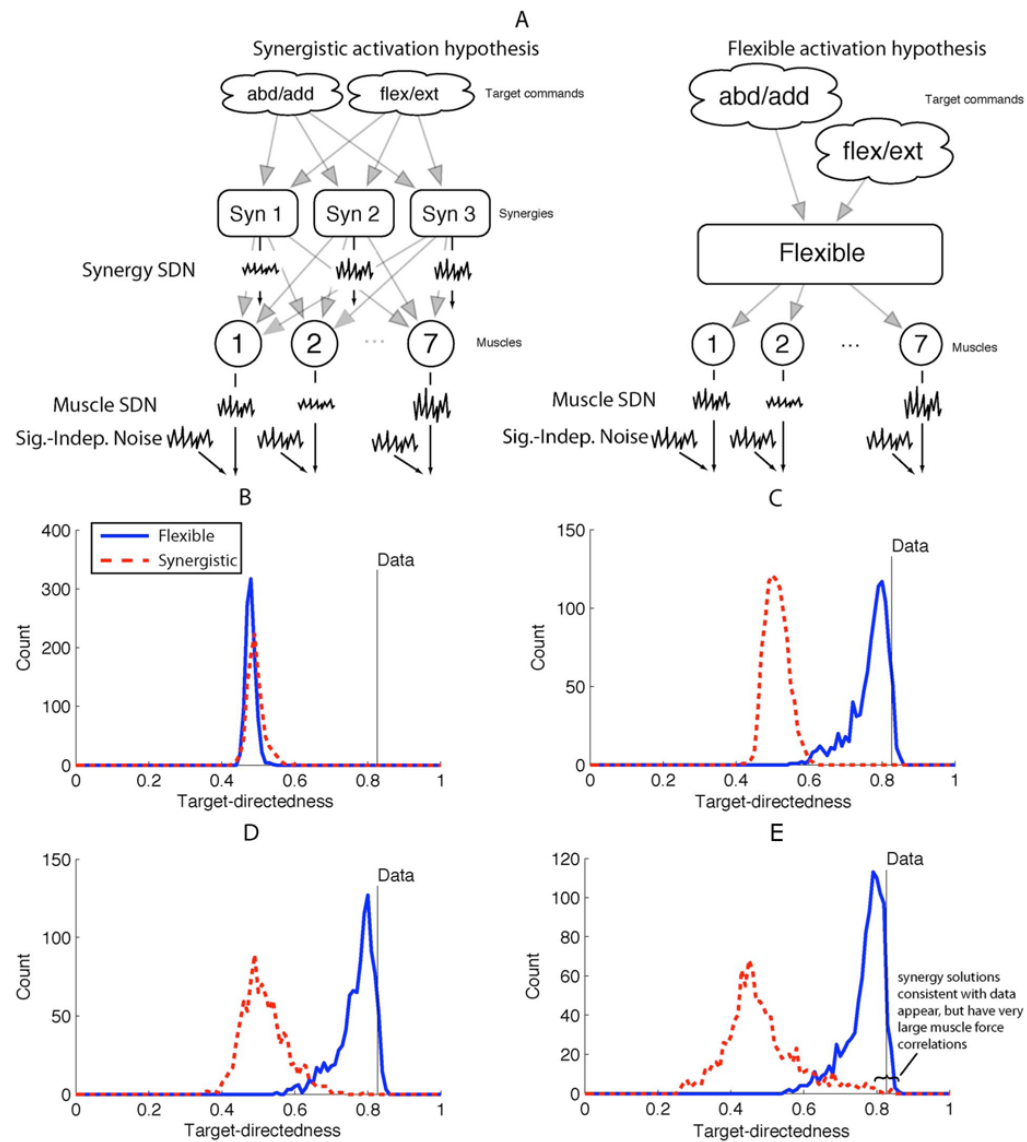 A
Synergistic activation hypothesis
Flexible activation hypothesis
abd/add
flex/ext
Target commands
abd/add
flex/ext
Target commands
Syn 1
Syn 2
Syn 3
Synergies
Flexible
Synergy SDN
1
2
...
7
Muscles
1
2
...
7
Muscles
Muscle SDN
Sig.-Indep. Noise
Muscle SDN
Sig.-Indep. Noise
B
Flexible
Synergistic
Data
400
300
200
100
0
Count
0 0.2 0.4 0.6 0.8 1
Target-directedness
C
Data
150
100
50
0
Count
0 0.2 0.4 0.6 0.8 1
Target-directedness
D
Data
150
100
50
0
Count
0 0.2 0.4 0.6 0.8 1
Target-directedness
E
Data
120
100
80
60
40
20
0
Count
synergy solutions
consistent with data
appear, but have very
large muscle force
correlations
0 0.2 0.4 0.6 0.8 1
Target-directedness